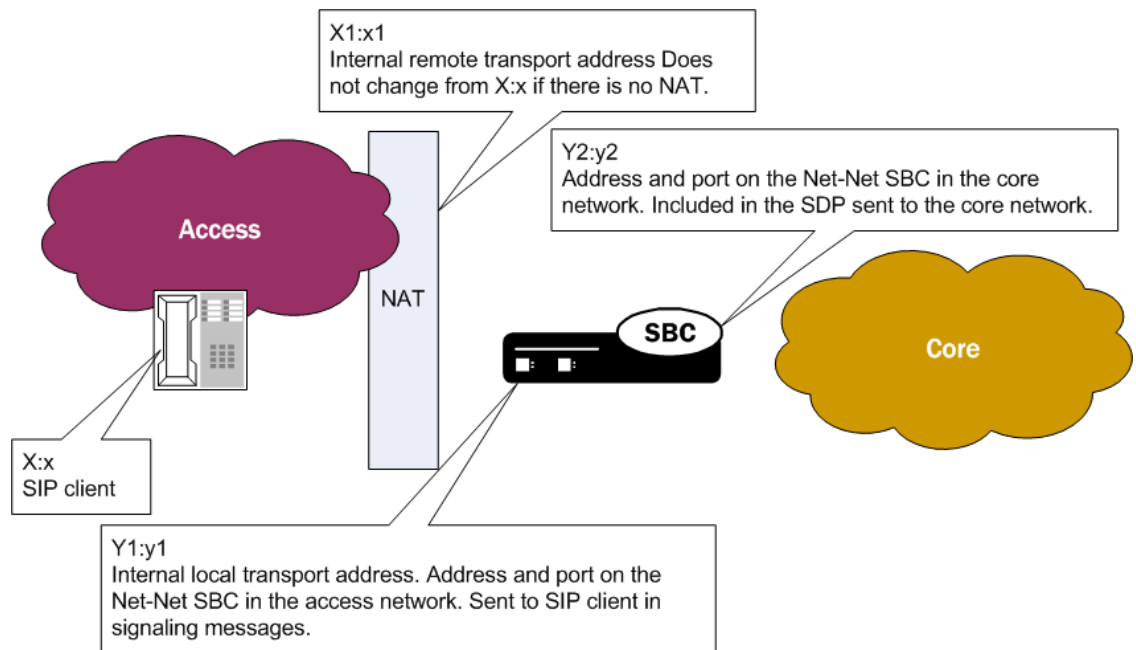 X1:x1
Internal remote transport address Does
not change from X:x if there is no NAT.
Y2:y2
Address and port on the Net-Net SBC in the core
network. Included in the SDP sent to the core network.
Access
NAT
SBC
Core
X:x
SIP client
Y1:y1
Internal local transport address. Address and port on the
Net-Net SBC in the access network. Sent to SIP client in
signaling messages.